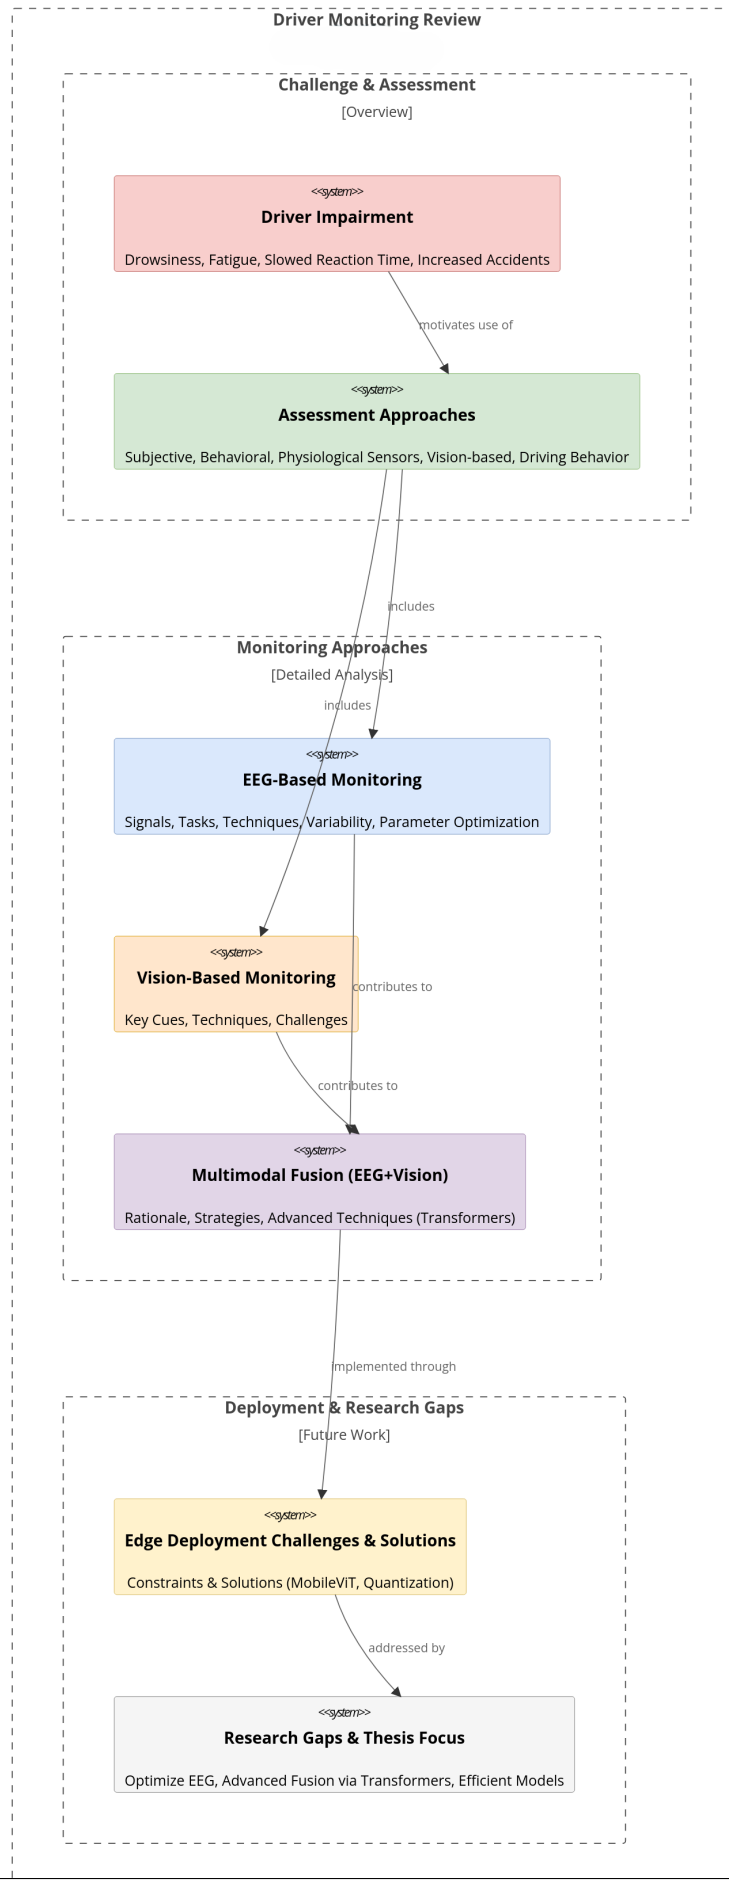 Driver Monitoring Review
Challenge & Assessment
[Overview]
<<system>>
Driver Impairment
Drowsiness, Fatigue, Slowed Reaction Time, Increased Accidents
motivates use of
<<system>>
Assessment Approaches
Subjective, Behavioral, Physiological Sensors, Vision-based, Driving Behavior
includes
Monitoring Approaches
[Detailed Analysis]
includes
<<system>>
EEG-Based Monitoring
Signals, Tasks, Techniques, Variability, Parameter Optimization
<<system>>
Vision-Based Monitoring
contributes to
Key Cues, Techniques, Challenges
contributes to
<<system>>
Multimodal Fusion (EEG+Vision)
Rationale, Strategies, Advanced Techniques (Transformers)
implemented through
Deployment & Research Gaps
[Future Work]
<<system>>
Edge Deployment Challenges & Solutions
Constraints & Solutions (MobileViT, Quantization)
addressed by
<<system>>
Research Gaps & Thesis Focus
Optimize EEG, Advanced Fusion via Transformers, Efficient Models